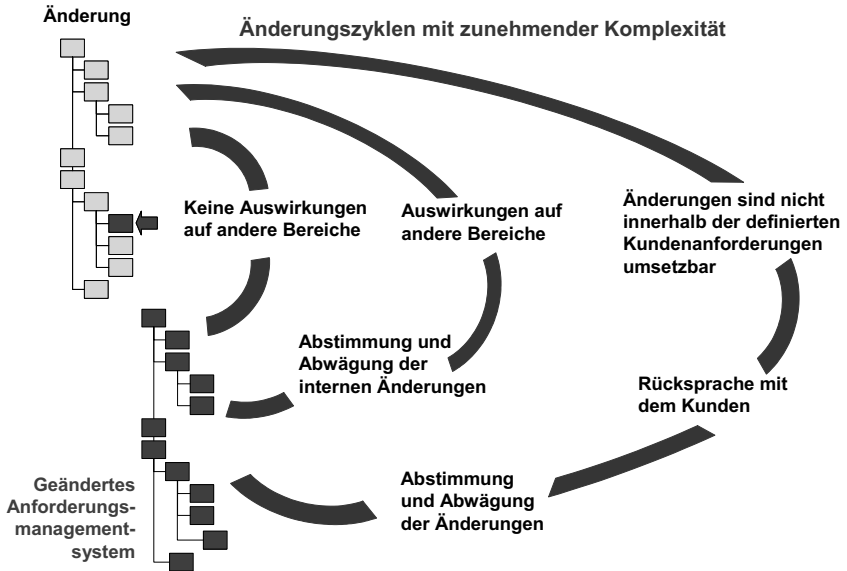 Änderung
Änderungszyklen mit zunehmender Komplexität
Keine Auswirkungen
auf andere Bereiche
Auswirkungen auf
andere Bereiche
Änderungen sind nicht
innerhalb der definierten
Kundenanforderungen
umsetzbar
Abstimmung und
Abwägung der
internen Änderungen
Rücksprache mit
dem Kunden
Abstimmung
und Abwägung
der Änderungen
Geändertes
Anforderungs-
management-
system